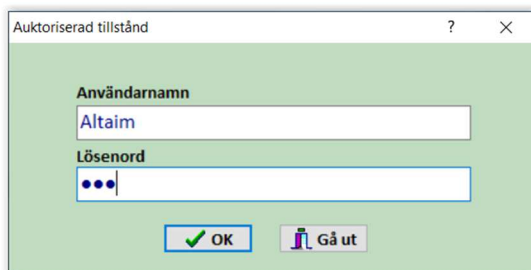 Auktoriserad tillstånd ?
Användarnamn
Altaim
Lösenord
●●●
OK Gå ut